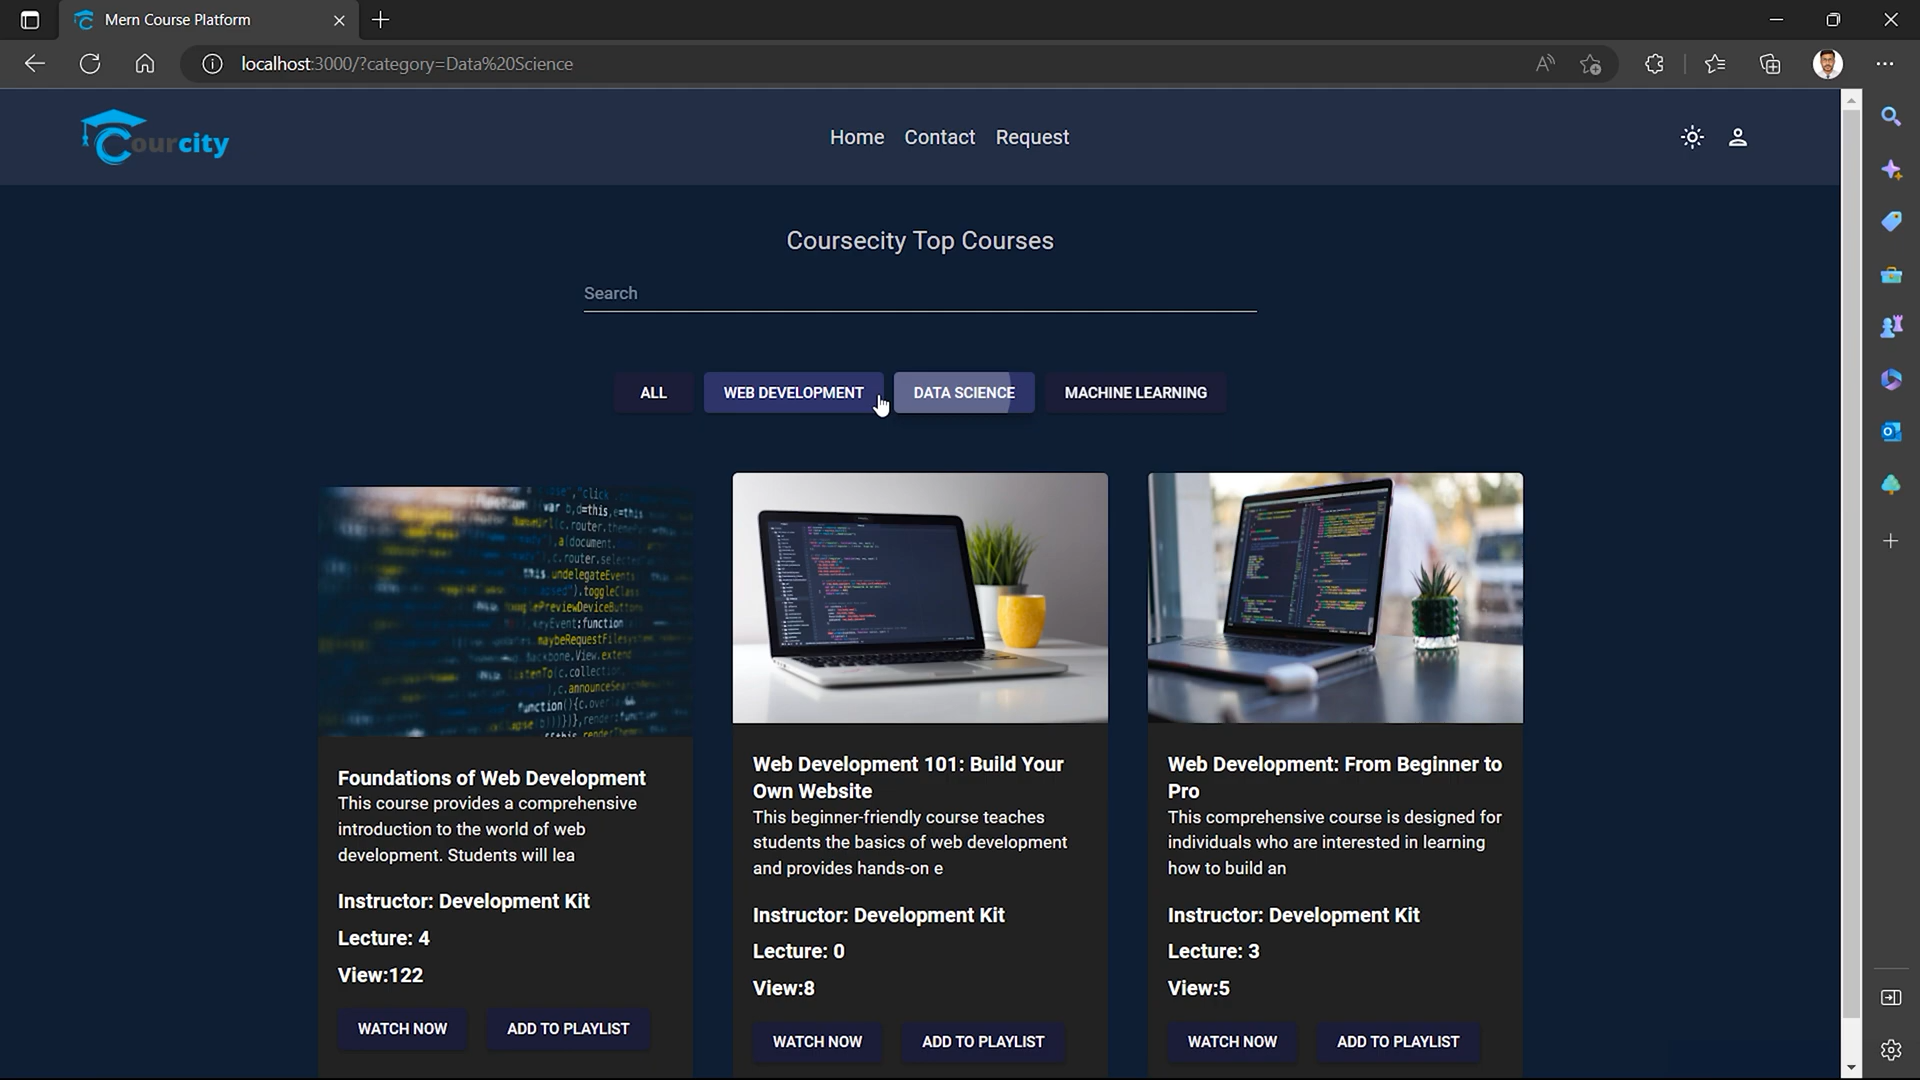 Mern Course Platform
localhost:3000/?category=Data%20Science
Courcity
Home Contact Request
Coursecity Top Courses
Search
ALL WEB DEVELOPMENT DATA SCIENCE MACHINE LEARNING
Foundations of Web Development
This course provides a comprehensive
introduction to the world of web
development. Students will lea
Instructor: Development Kit
Lecture: 4
View:122
WATCH NOW ADD TO PLAYLIST
Web Development 101: Build Your
Own Website
This beginner-friendly course teaches
students the basics of web development
and provides hands-on e
Instructor: Development Kit
Lecture: 0
View:8
WATCH NOW ADD TO PLAYLIST
Web Development: From Beginner to
Pro
This comprehensive course is designed for
individuals who are interested in learning
how to build an
Instructor: Development Kit
Lecture: 3
View:5
WATCH NOW ADD TO PLAYLIST